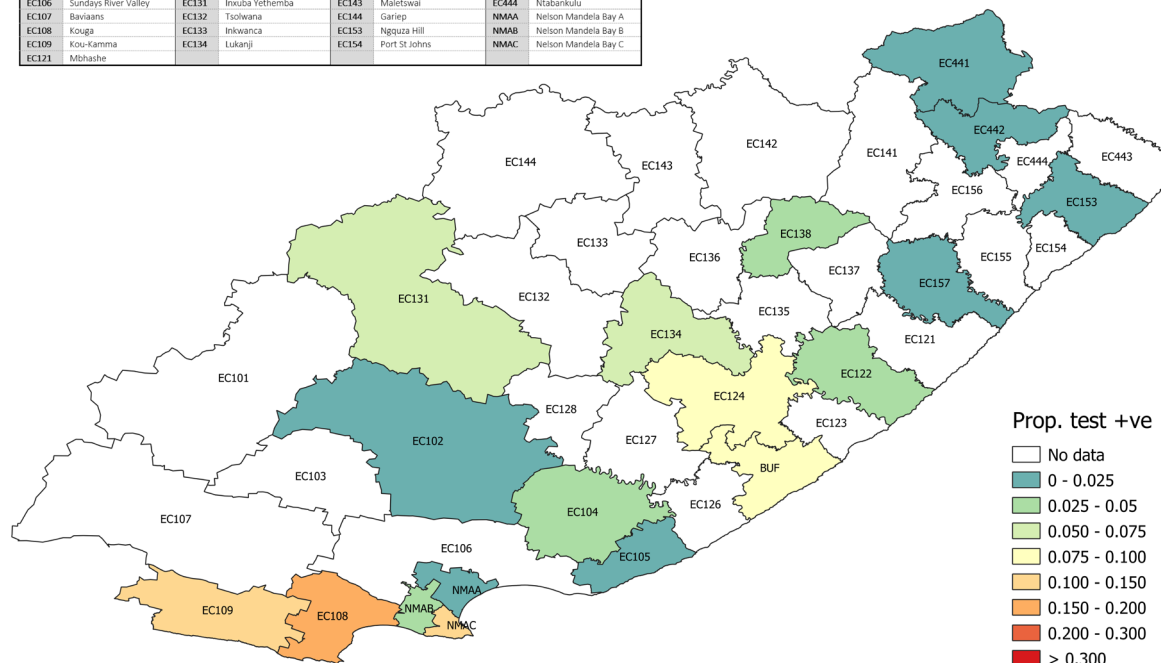 EC106 Sundays River Valley EC131 Inxuba Yethemba EC143 Maletswai EC444 Ntabankulu
EC107 Baviaans EC132 Tsolwana EC144 Gariep NMAA Nelson Mandela Bay A
EC108 Kouga EC133 Inkwanca EC153 Ngquza Hill NMAB Nelson Mandela Bay B
EC109 Kou-Kamma EC134 Lukanji EC154 Port St Johns NMAC Nelson Mandela Bay C
EC121 Mbhashe
EC441
EC442
EC142
EC141
EC444
EC443
EC144
EC143
EC156
EC153
EC138
EC133
EC136
EC137
EC155
EC154
EC157
EC131
EC132
EC135
EC134
EC121
EC101
EC122
EC124
EC128
EC123
EC102
EC127
BUF
EC103
EC126
EC107
EC104
EC106
EC105
NMAA
EC109
EC108
NMAB
NMAC
Prop. test +ve
No data
0 - 0.025
0.025 - 0.05
0.050 - 0.075
0.075 - 0.100
0.100 - 0.150
0.150 - 0.200
0.200 - 0.300
> 0.300